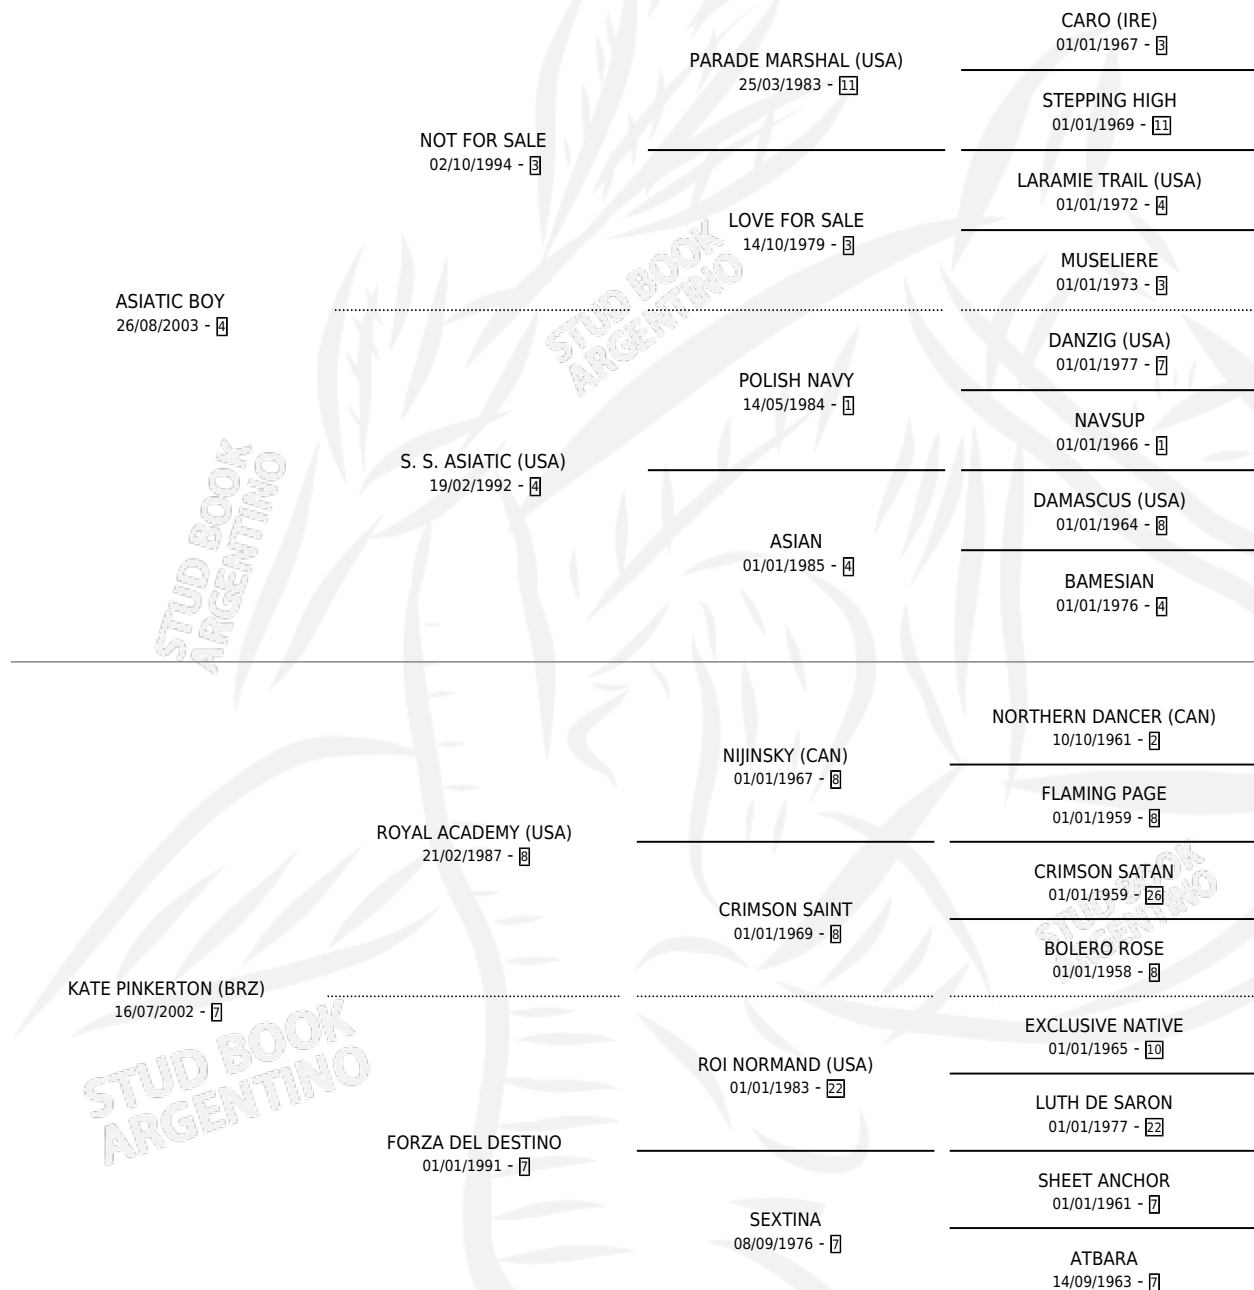 ASIATIC BOY
26/08/2003 - 4
NOT FOR SALE
02/10/1994 - 3
PARADE MARSHAL (USA)
25/03/1983 - 11
CARO (IRE)
01/01/1967 - 3
STEPPING HIGH
01/01/1969 - 11
LOVE FOR SALE
14/10/1979 - 3
LARAMIE TRAIL (USA)
01/01/1972 - 4
MUSELIERE
01/01/1973 - 3
S. S. ASIATIC (USA)
19/02/1992 - 4
POLISH NAVY
14/05/1984 - 1
DANZIG (USA)
01/01/1977 - 7
NAVSUP
01/01/1966 - 1
ASIAN
01/01/1985 - 4
DAMASCUS (USA)
01/01/1964 - 8
BAMESIAN
01/01/1976 - 4
KATE PINKERTON (BRZ)
16/07/2002 - 7
ROYAL ACADEMY (USA)
21/02/1987 - 8
NIJINSKY (CAN)
01/01/1967 - 8
NORTHERN DANCER (CAN)
10/10/1961 - 2
FLAMING PAGE
01/01/1959 - 8
CRIMSON SAINT
01/01/1969 - 8
CRIMSON SATAN
01/01/1959 - 26
BOLERO ROSE
01/01/1958 - 8
FORZA DEL DESTINO
01/01/1991 - 7
ROI NORMAND (USA)
01/01/1983 - 22
EXCLUSIVE NATIVE
01/01/1965 - 10
LUTH DE SARON
01/01/1977 - 22
SEXTINA
08/09/1976 - 7
SHEET ANCHOR
01/01/1961 - 7
ATBARA
14/09/1963 - 7
STUD BOOK
ARGENTINO
STUD BOOK
ARGENTINO
STUD BOOK
ARGENTINO
STUD BOOK
ARGENTINO